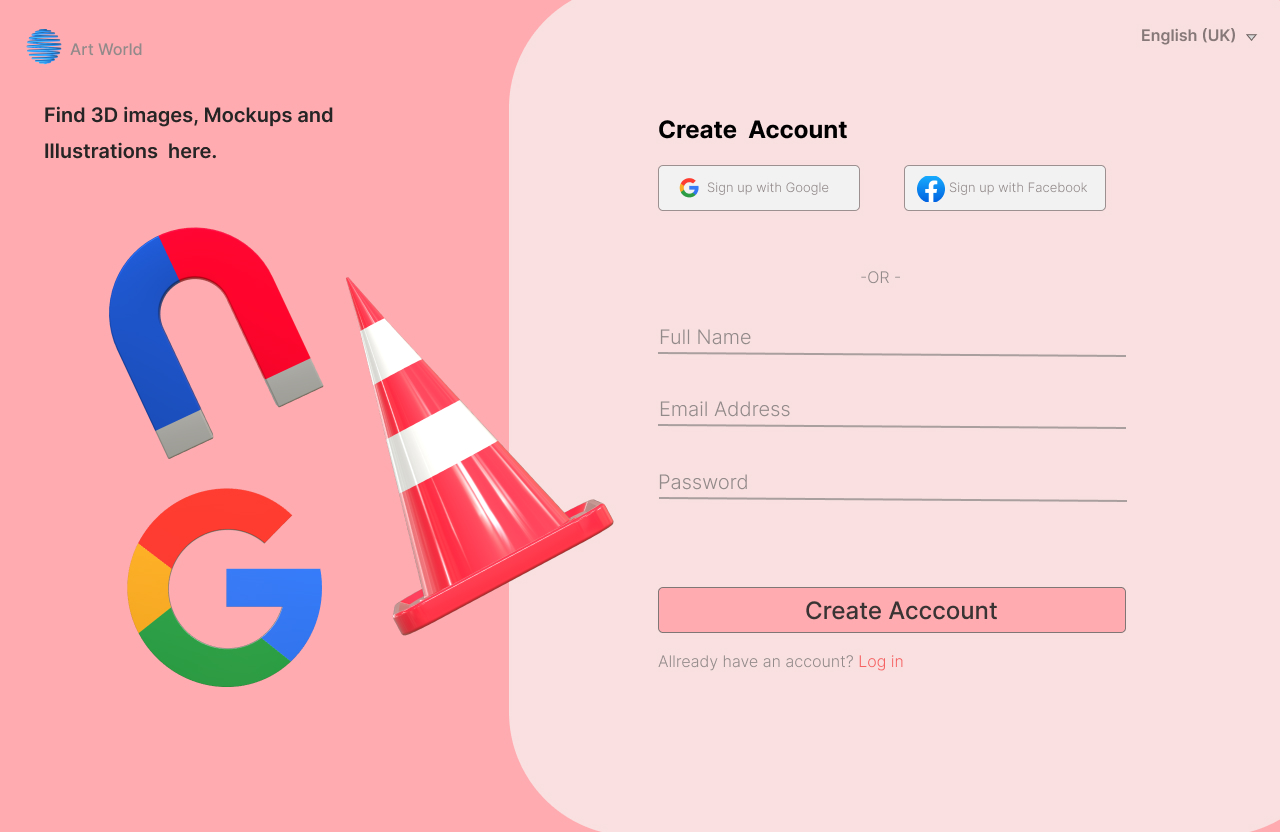 Art World
English (UK)
Find 3D images, Mockups and
Illustrations here.
Create Account
Sign up with Google
Sign up with Facebook
-OR -
Full Name
Email Address
Password
Create Acccount
Allready have an account? Log in